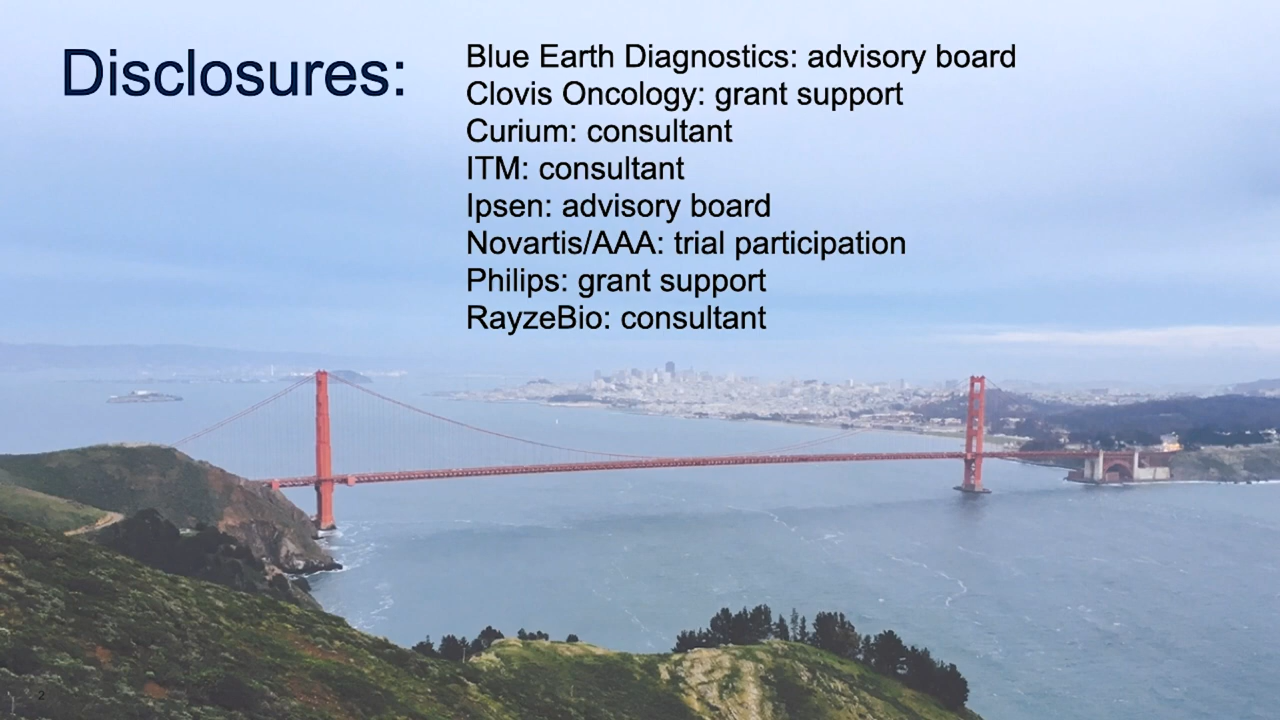 Disclosures:
Blue Earth Diagnostics: advisory board
Clovis Oncology: grant support
Curium: consultant
ITM: consultant
Ipsen: advisory board
Novartis/AAA: trial participation
Philips: grant support
RayzeBio: consultant
2